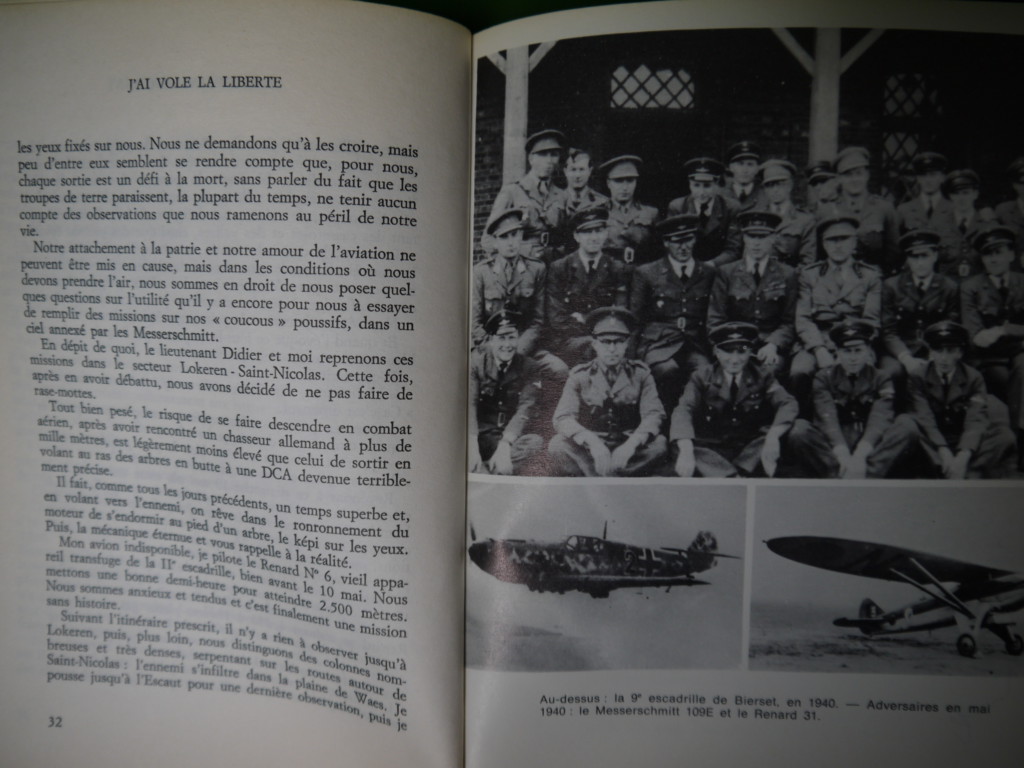 J'AI VOLE LA LIBERTE
les yeux fixés sur nous. Nous ne demandons qu'à les croire, mais
peu d'entre eux semblent se rendre compte que, pour nous,
chaque sortie est un défi à la mort, sans parler du fait que les
troupes de terre paraissent, la plupart du temps, ne tenir aucun
compte des observations que nous ramenons au péril de notre
vie.
Notre attachement à la patrie et notre amour de l'aviation ne
peuvent être mis en cause, mais dans les conditions où nous
devons prendre l'air, nous sommes en droit de nous poser quel-
ques questions sur l'utilité qu'il y a encore pour nous à essayer
de remplir des missions sur nos « coucous » poussifs, dans un
ciel annexé par les Messerschmitt.
En dépit de quoi, le lieutenant Didier et moi reprenons ces
missions dans le secteur Lokeren - Saint-Nicolas. Cette fois,
après en avoir débattu, nous avons décidé de ne pas faire de
rase-mottes.
Tout bien pesé, le risque de se faire descendre en combat
aérien, après avoir rencontré un chasseur allemand à plus de
mille mètres, est légèrement moins élevé que celui de sortir en
volant au ras des arbres en butte à une DCA devenue terrible-
ment précise.
Il fait, comme tous les jours précédents, un temps superbe et,
en volant vers l'ennemi, on rêve dans le ronronnement du
moteur de s'endormir au pied d'un arbre, le képi sur les yeux.
Puis, la mécanique éternue et vous rappelle à la réalité.
Mon avion indisponible, je pilote le Renard N° 6, vieil appa-
reil transfuge de la IIe escadrille, bien avant le 10 mai. Nous
mettons une bonne demi-heure pour atteindre 2.500 mètres.
Nous sommes anxieux et tendus et c'est finalement une mission
sans histoire.
Suivant l'itinéraire prescrit, il n'y a rien à observer jusqu'à
Lokeren, puis, plus loin, nous distinguons des colonnes nom-
breuses et très denses, serpentant sur les routes autour de
Saint-Nicolas : l'ennemi s'infiltre dans la plaine de Waes. Je
pousse jusqu'à l'Escaut pour une dernière observation, puis je
32
Au-dessus : la 9e escadrille de Bierset, en 1940. — Adversaires en mai
1940 : le Messerschmitt 109E et le Renard 31.